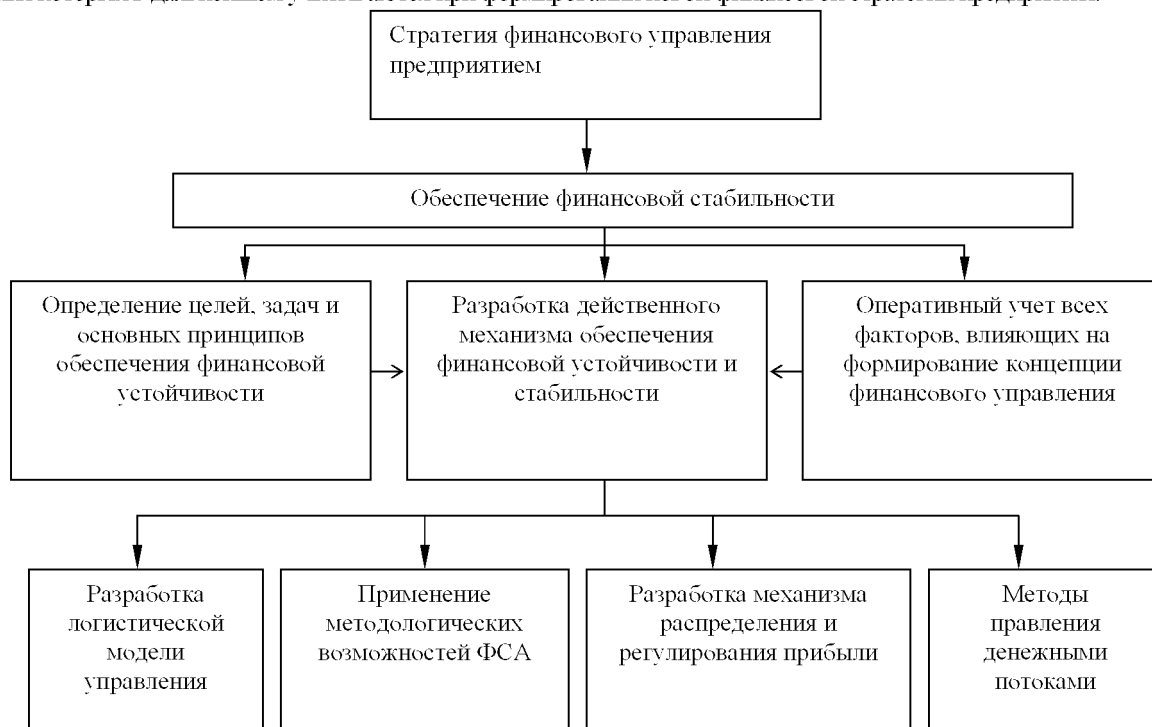 Стратегия финансового управления
предприятием
Обеспечение финансовой стабильности
Определение целей, задач и
основных принципов
обеспечения финансовой
устойчивости
Разработка действенного
механизма обеспечения
финансовой устойчивости и
стабильности
Оперативный учет всех
факторов, влияющих на
формирование концепции
финансового управления
Разработка
логистической
модели
управления
Применение
методологических
возможностей ФСА
Разработка механизма
распределения и
регулирования прибыли
Методы
правления
денежными
потоками